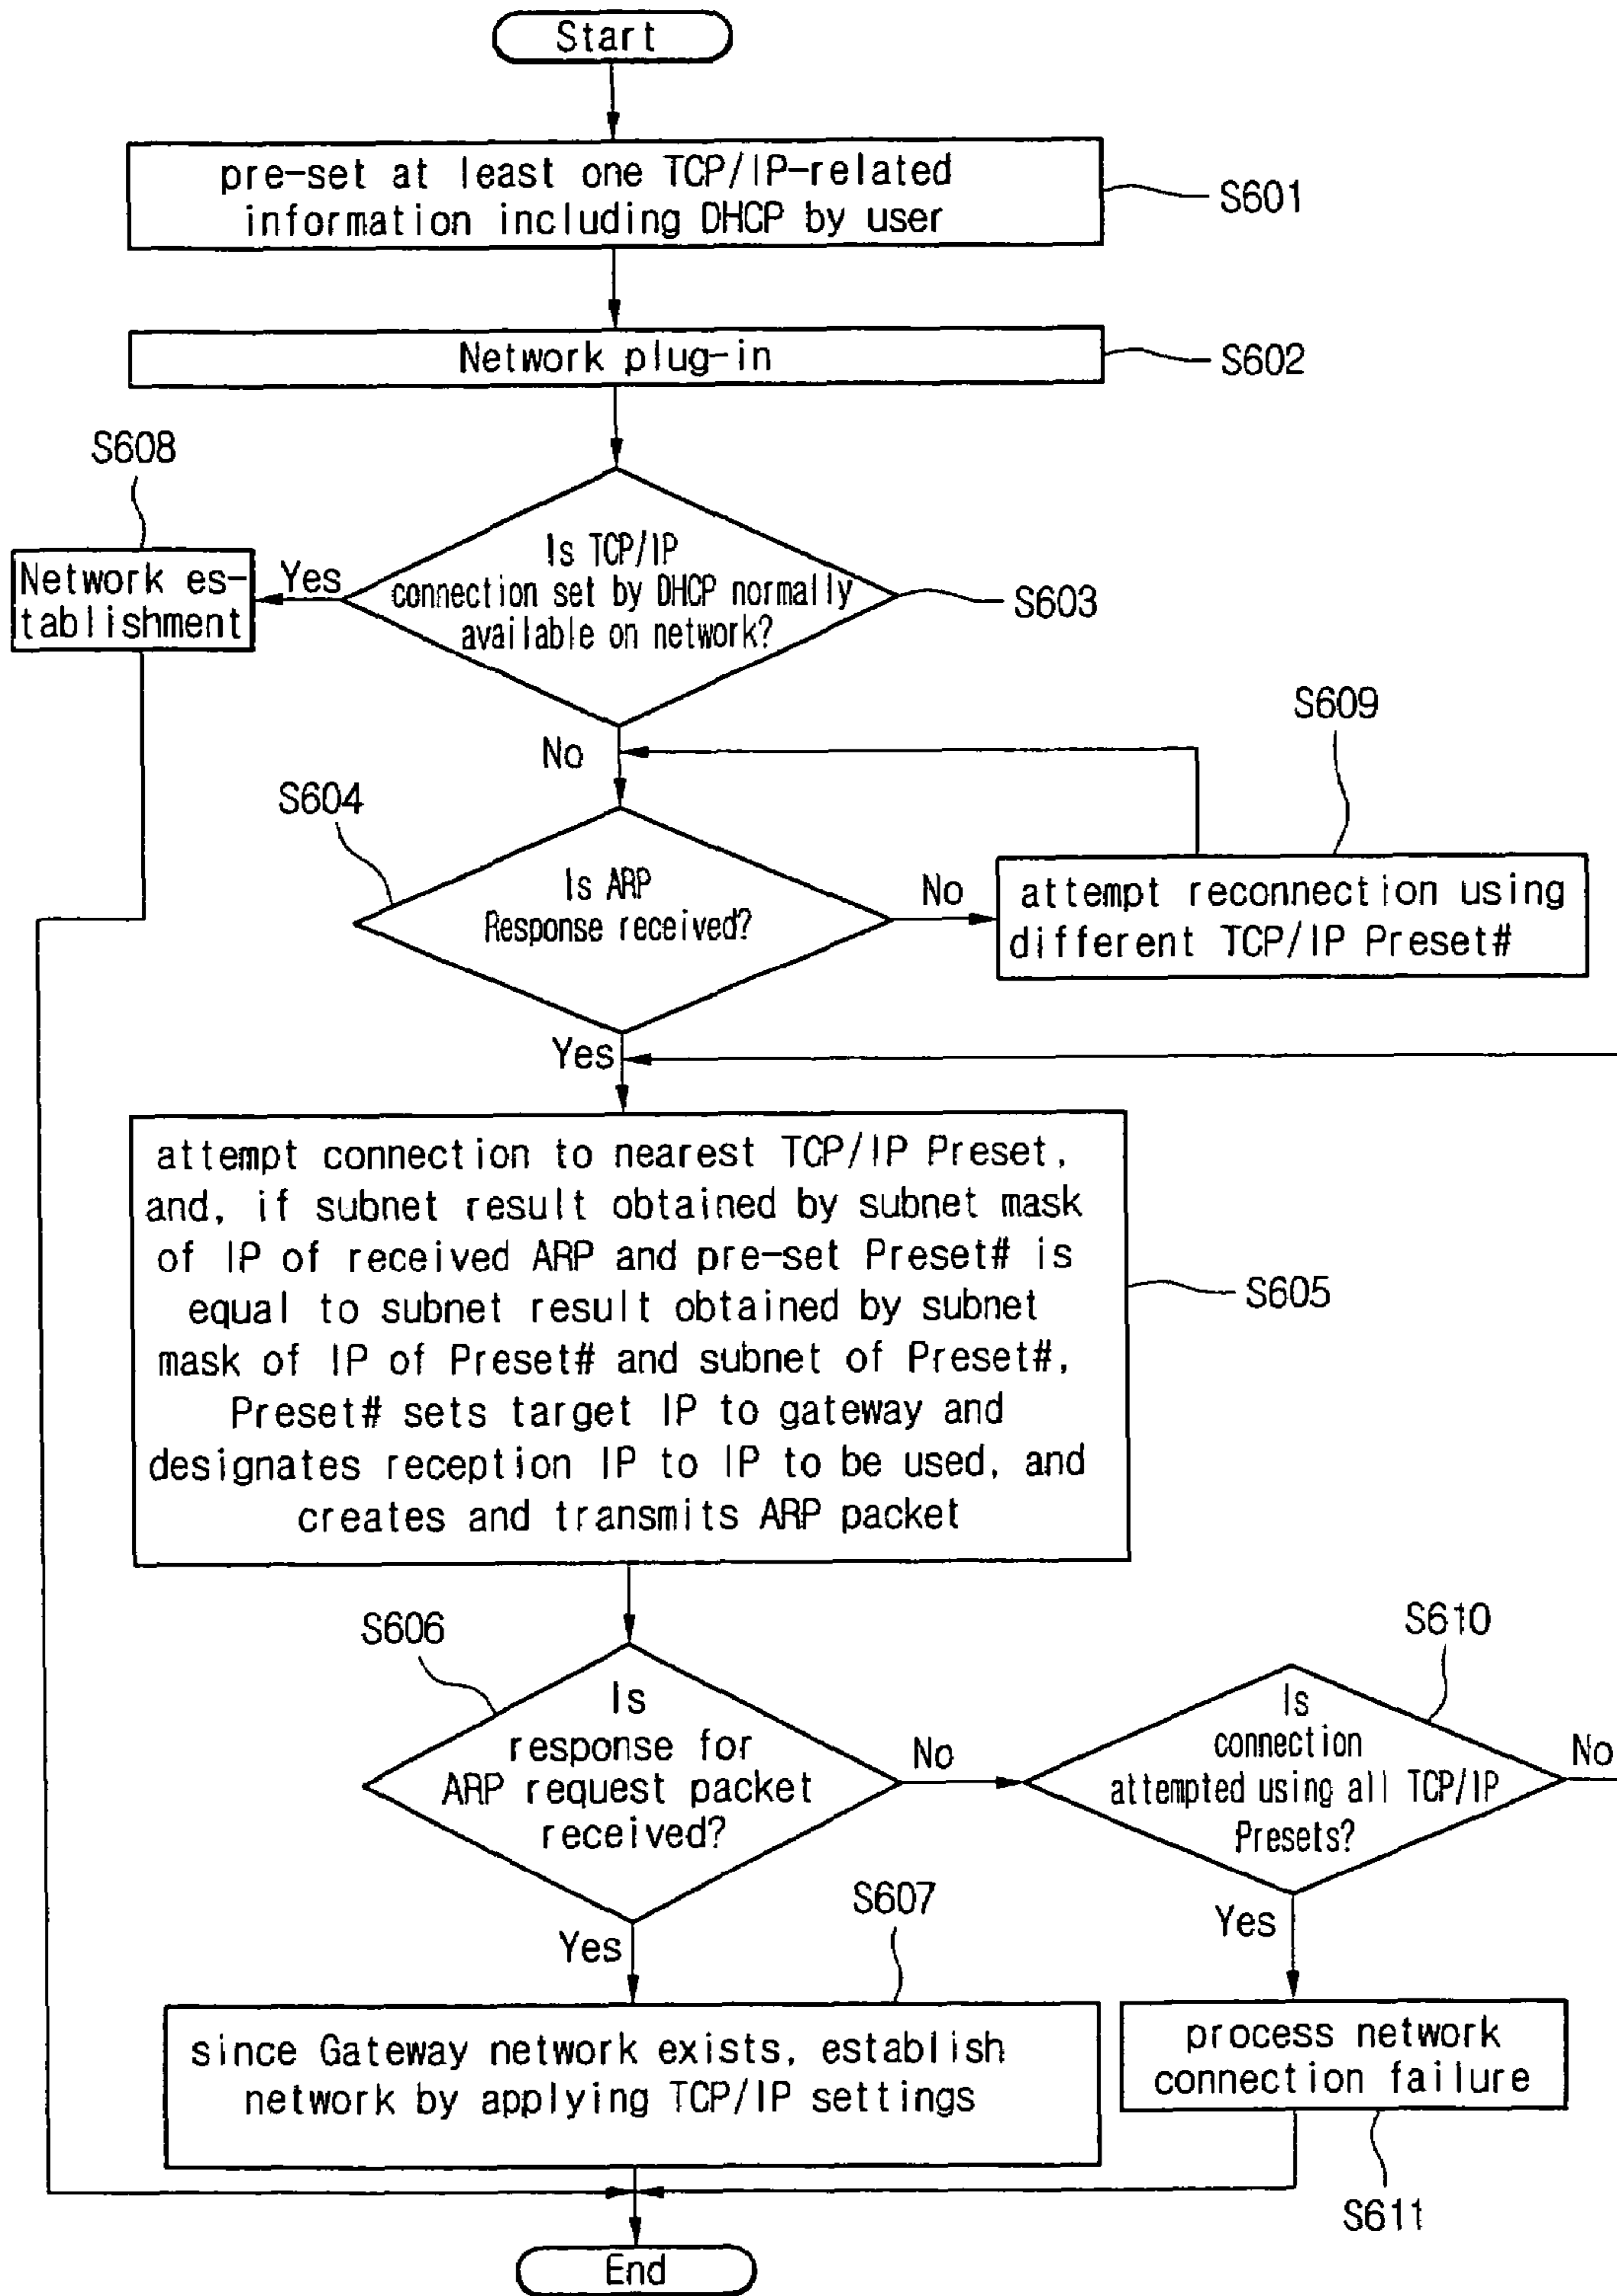 Start
pre-set at least one TCP/IP-related
information including DHCP by user
S601
Network plug-in
S602
S608
Network es-
tablishment
Yes
Is TCP/IP
connection set by DHCP normally
available on network?
S603
No
S609
S604
Is ARP
Response received?
No
attempt reconnection using
different TCP/IP Preset#
Yes
attempt connection to nearest TCP/IP Preset,
and, if subnet result obtained by subnet mask
of IP of received ARP and pre-set Preset# is
equal to subnet result obtained by subnet
mask of IP of Preset# and subnet of Preset#,
Preset# sets target IP to gateway and
designates reception IP to IP to be used, and
creates and transmits ARP packet
S605
S606
Is
response for
ARP request packet
received?
No
S610
Is
connection
attempted using all TCP/IP
Presets?
No
Yes
S607
Yes
since Gateway network exists, establish
network by applying TCP/IP settings
process network
connection failure
S611
End